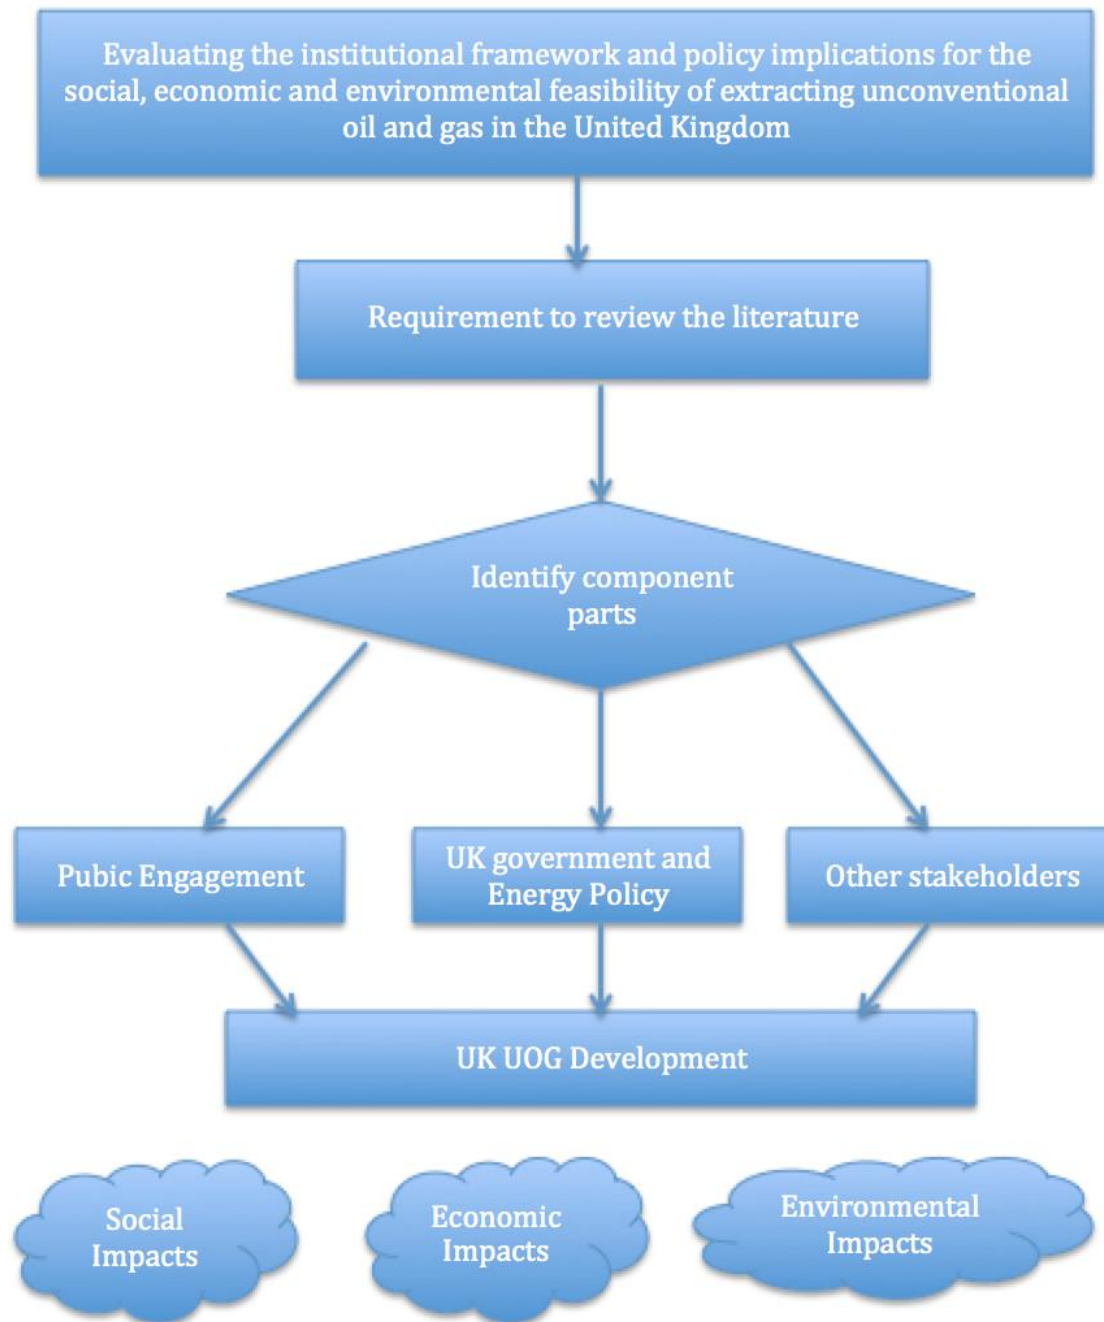 Evaluating the institutional framework and policy implications for the
social, economic and environmental feasibility of extracting unconventional
oil and gas in the United Kingdom
Requirement to review the literature
Identify component
parts
Pubic Engagement
UK government and
Energy Policy
Other stakeholders
UK UOG Development
Social
Impacts
Economic
Impacts
Environmental
Impacts